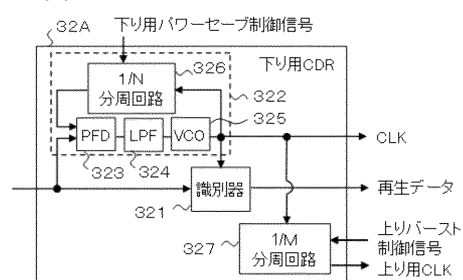 32A
下り用パワーセーブ制御信号
下り用CDR
1/N
分周回路
326
322
325
PFD
LPF
VCO
CLK
323
324
識別器
再生データ
321
1/M
分周回路
327
上りバースト
制御信号
上り用CLK